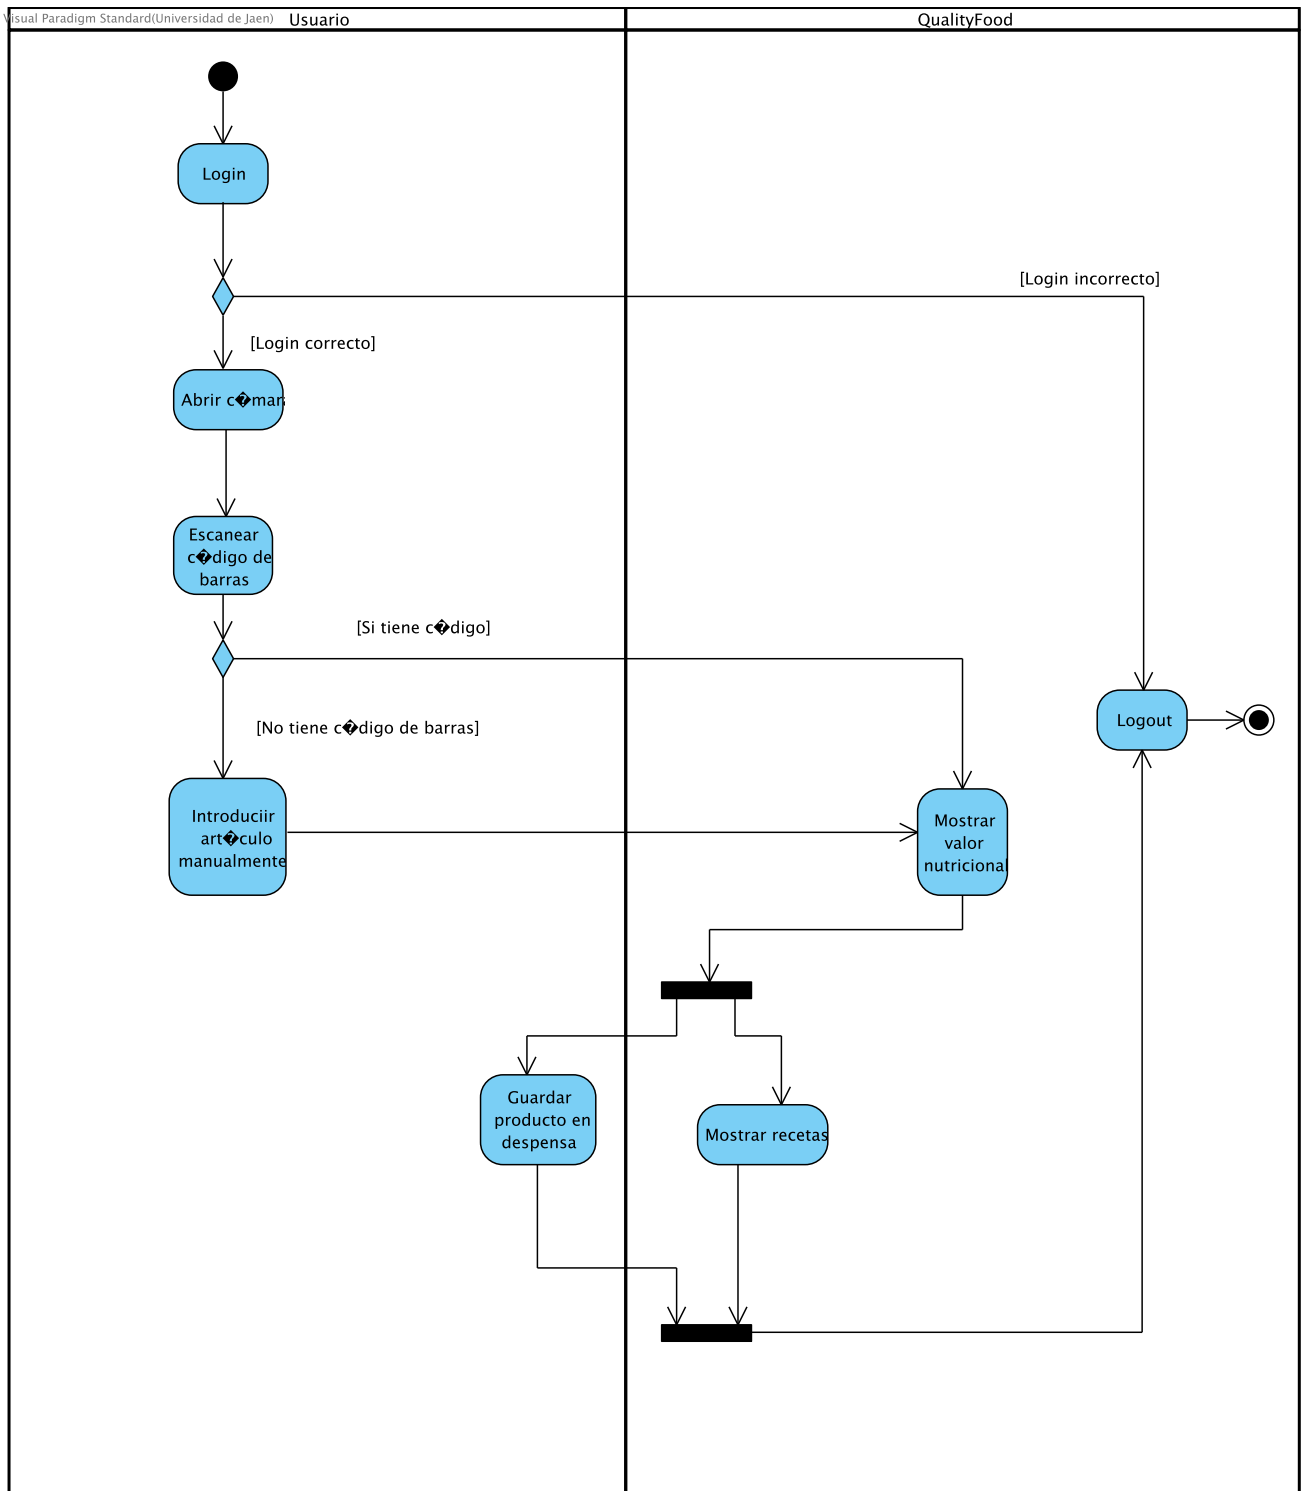 Visual Paradigm Standard(Universidad de Jaen)
Usuario
QualityFood
Login
[Login incorrecto]
[Login correcto]
Abrir c�mara
Escanear
c�digo de
barras
[Si tiene c�digo]
[No tiene c�digo de barras]
Logout
Introduciir
art�culo
manualmente
Mostrar
valor
nutricional
Guardar
producto en
despensa
Mostrar recetas